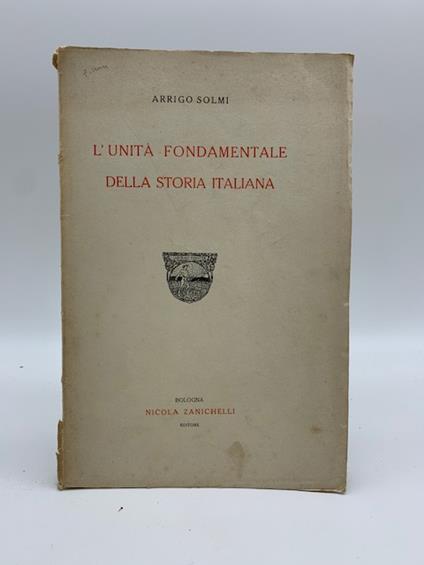 ARRIGO SOLMI
L'UNITÀ FONDAMENTALE
DELLA STORIA ITALIANA
BOLOGNA
NICOLA ZANICHELLI
EDITORE